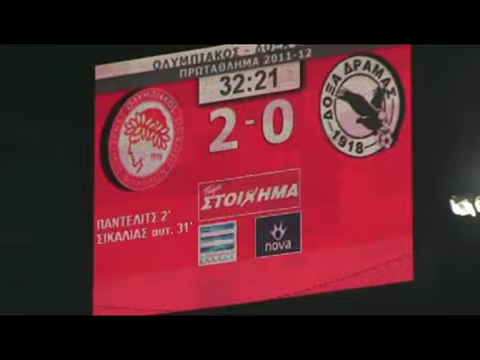 ΟΛΥΜΠΙΑΚΟΣ - ΔΟΞΑ
ΠΡΩΤΑΘΛΗΜΑ 2011-12
32:21
2-0
ΔΟΞΑ ΔΡΑΜΑΣ
1918
ΣΤΟΙΧΗΜΑ
ΠΑΝΤΕΛΙΤΣ 2'
ΣΙΚΑΛΙΑΣ αυτ. 31'
nova